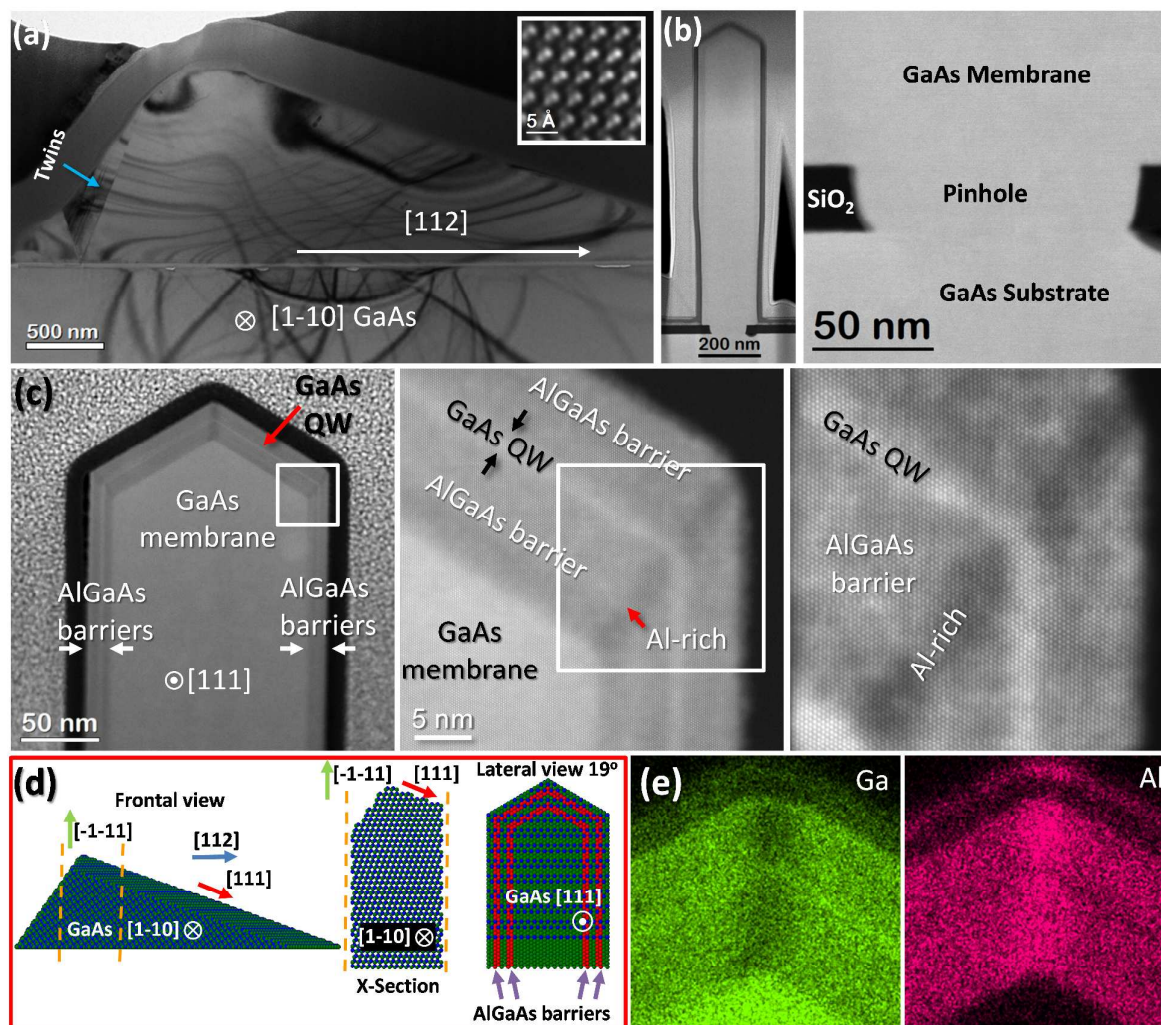 (a)
Twins
5 Å
[112]
[1-10] GaAs
500 nm
(b)
200 nm
GaAs Membrane
SiO2
Pinhole
GaAs Substrate
50 nm
(c)
GaAs
QW
GaAs
membrane
AlGaAs
barriers
AlGaAs
barriers
[111]
50 nm
AlGaAs barrier
GaAs QW
AlGaAs barrier
Al-rich
GaAs
membrane
5 nm
GaAs QW
AlGaAs
barrier
Al-rich
(d)
Frontal view
[-1-11]
[112]
[111]
GaAs [1-10]
[-1-11]
[111]
[1-10]
X-Section
Lateral view 19º
GaAs [111]
AlGaAs barriers
(e)
Ga
Al